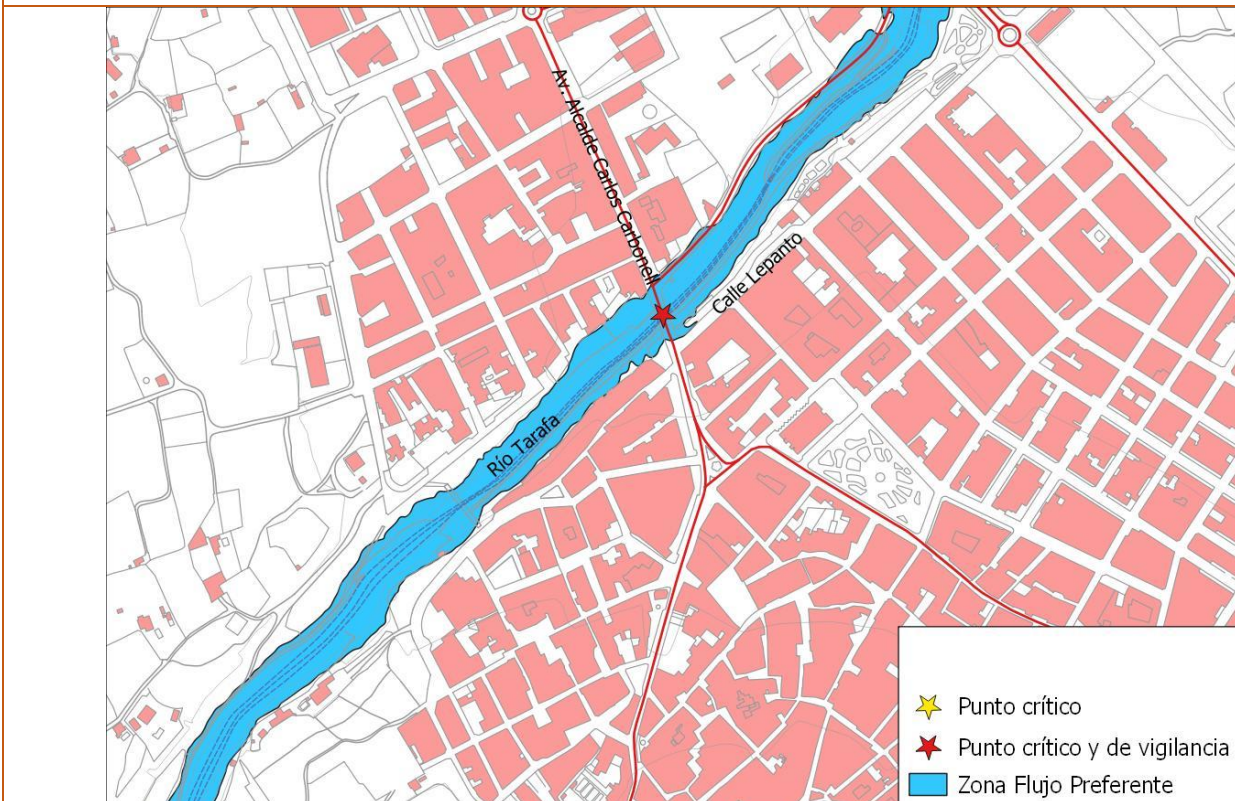 Av. Alcalde Carlos Carbonell
Calle Lepanto
Río Tarafa
Punto crítico
Punto crítico y de vigilancia
Zona Flujo Preferente